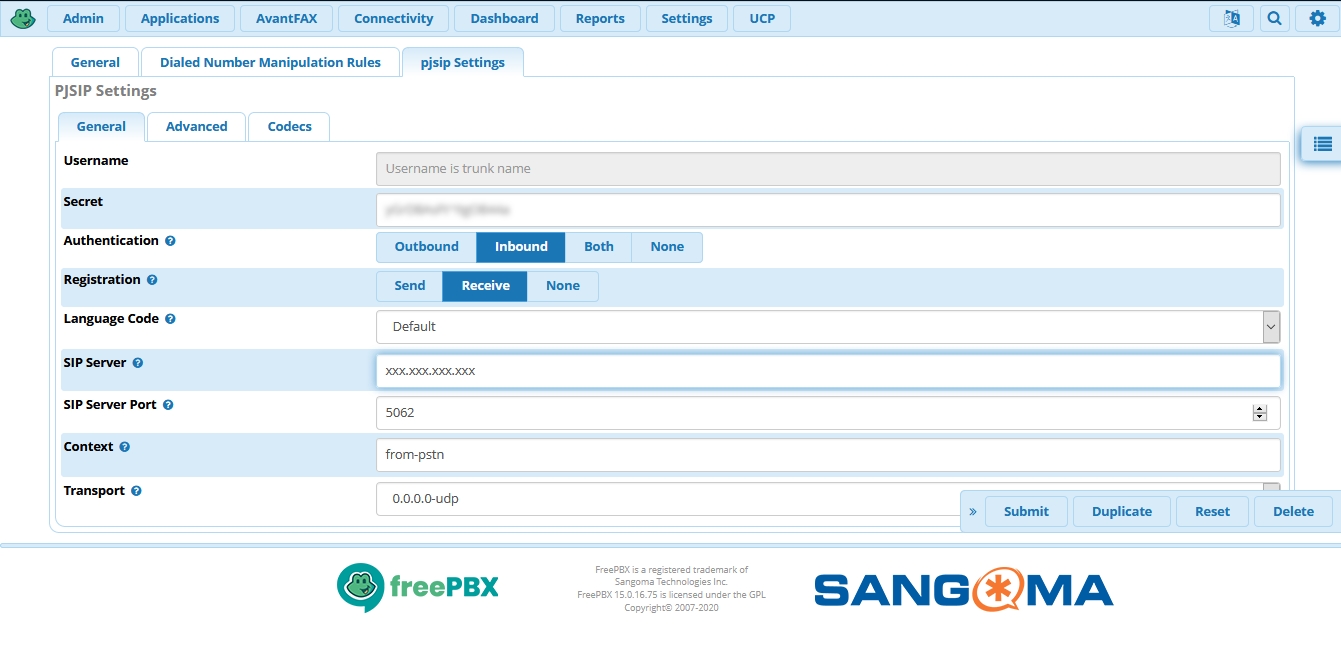 Admin Applications AvantFAX Connectivity Dashboard Reports Settings UCP
General Dialed Number Manipulation Rules pjsip Settings
PJSIP Settings
General Advanced Codecs
Username Username is trunk name
Secret
Authentication Outbound Inbound Both None
Registration Send Receive None
Language Code Default
SIP Server xxx.xxx.xxx.xxx
SIP Server Port 5062
Context from-pstn
Transport 0.0.0.0-udp
» Submit Duplicate Reset Delete
freePBX
FreePBX is a registered trademark of
Sangoma Technologies Inc.
FreePBX 15.0.16.75 is licensed under the GPL
Copyright© 2007-2020
SANGOMA